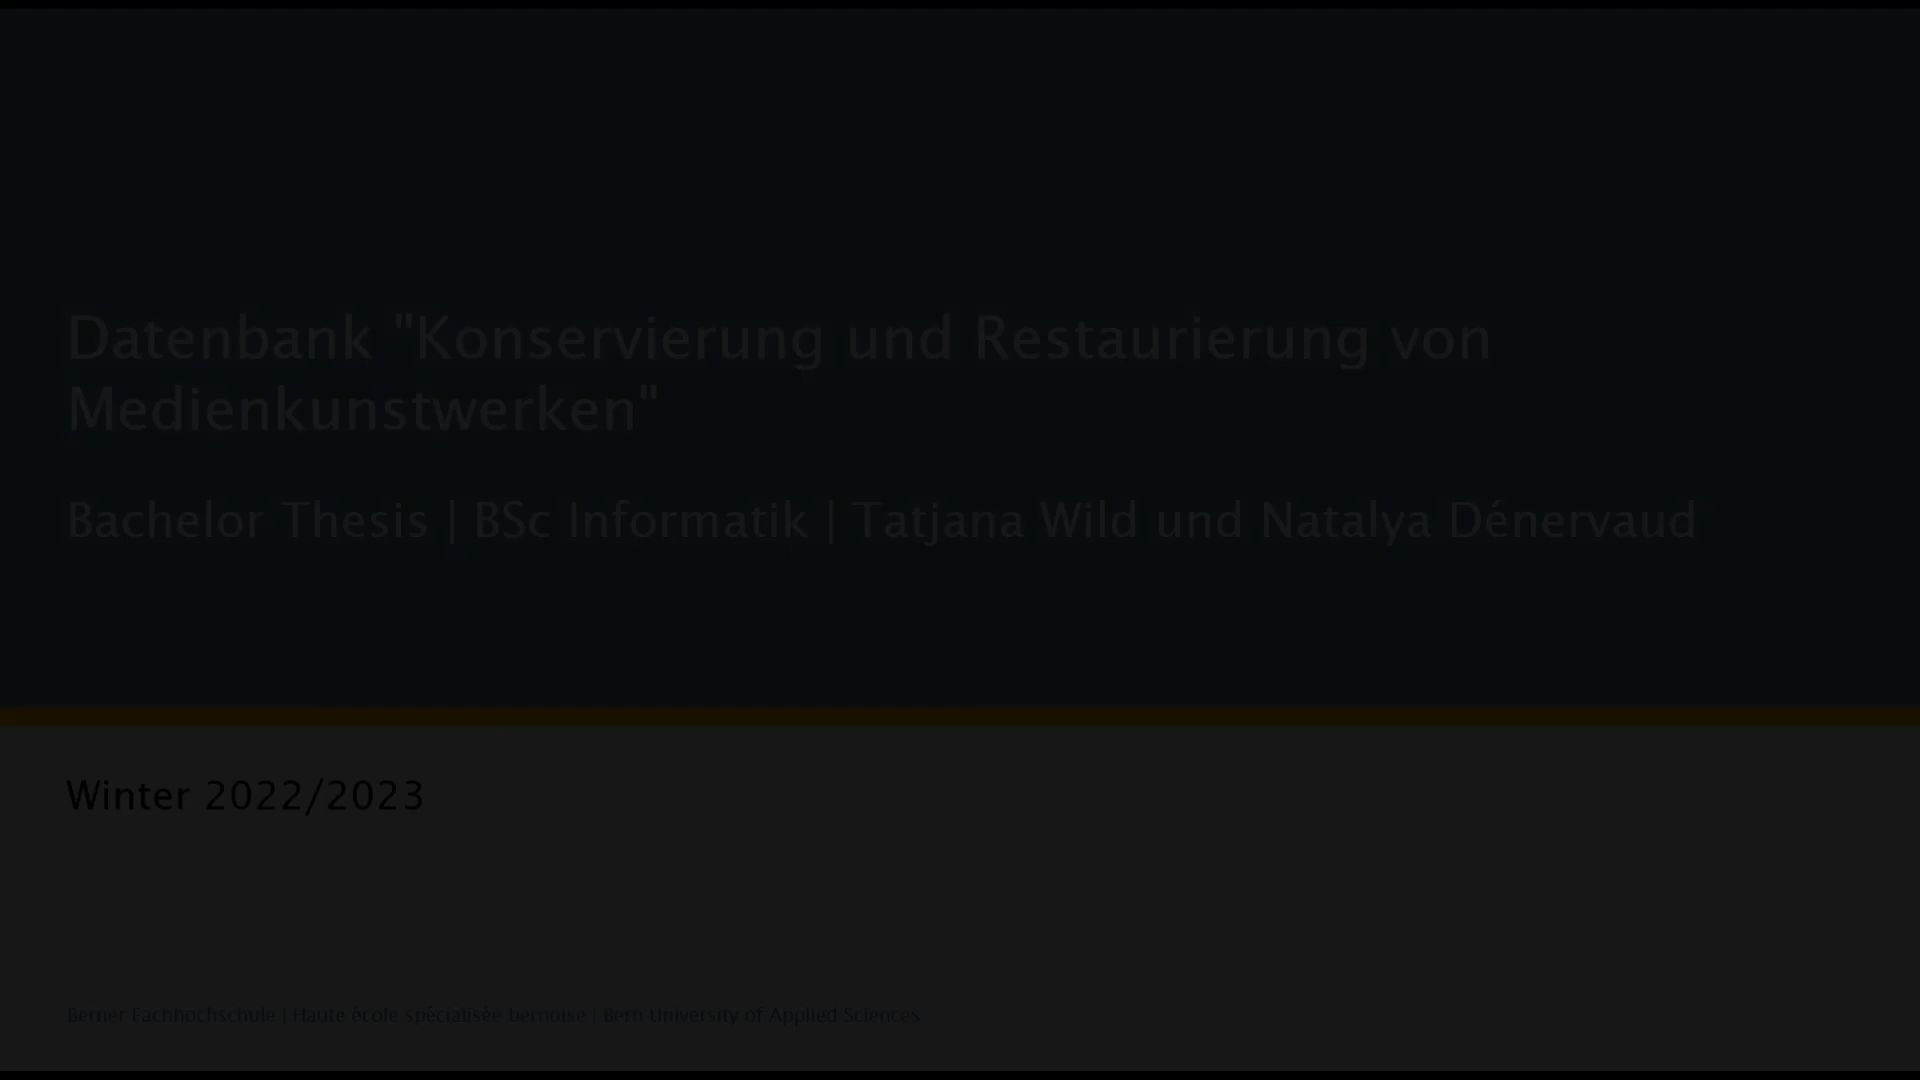 Datenbank "Konservierung und Restaurierung von
Medienkunstwerken"
Bachelor Thesis | BSc Informatik | Tatjana Wild und Natalya Dénervaud
Winter 2022/2023
Berner Fachhochschule | Haute école spécialisée bernoise | Bern University of Applied Sciences